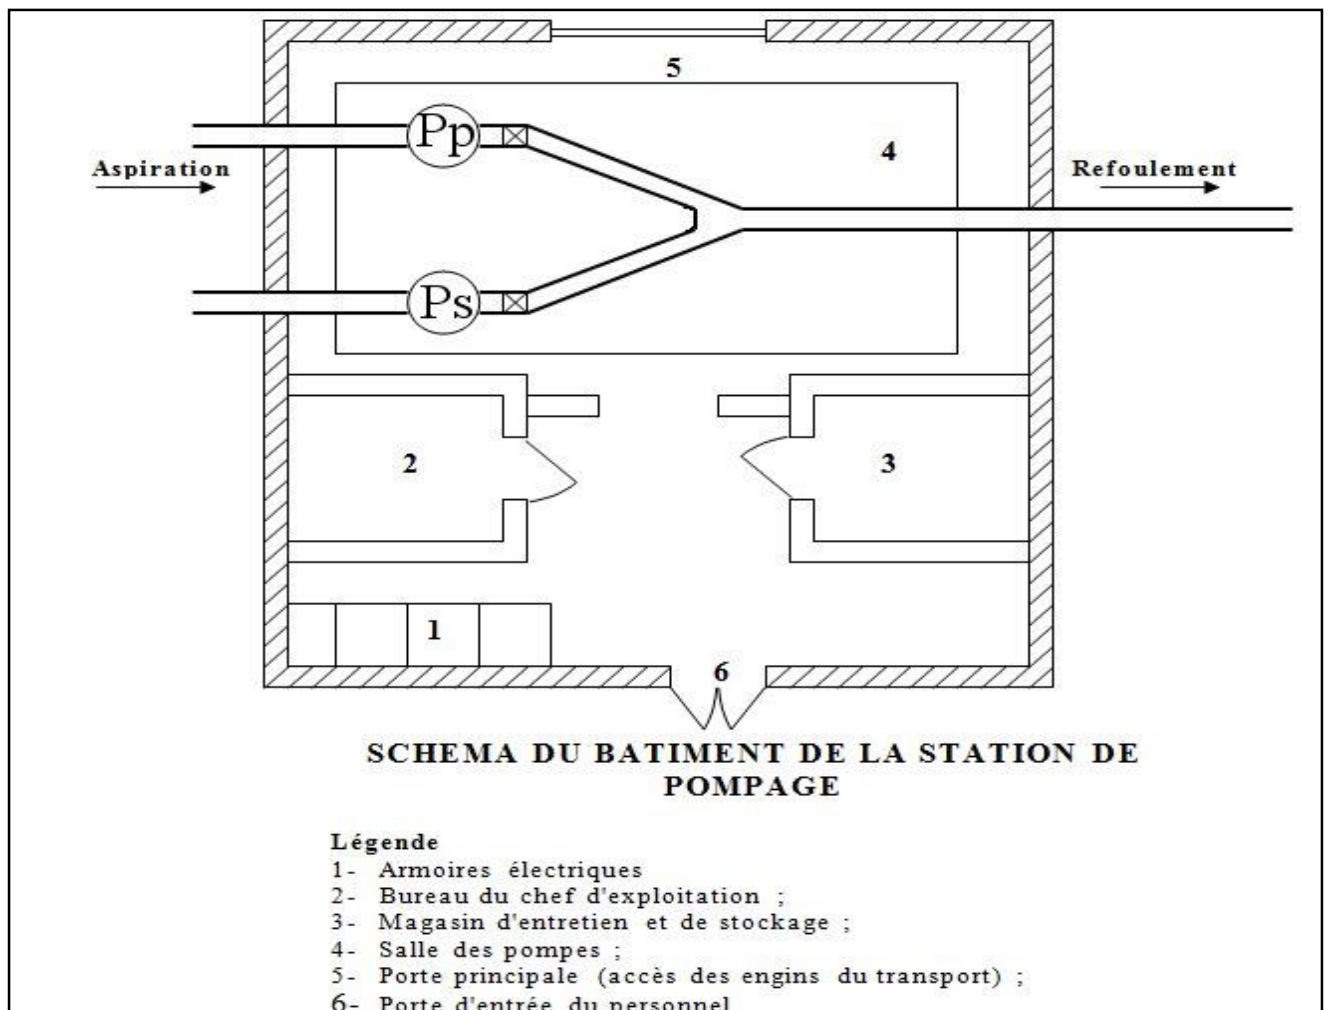 5
Pp
4
Aspiration
Refoulement
Ps
2
3
1
6
SCHEMA DU BATIMENT DE LA STATION DE
POMPAGE
Légende
1- Armoires électriques
2- Bureau du chef d'exploitation ;
3- Magasin d'entretien et de stockage ;
4- Salle des pompes ;
5- Porte principale (accès des engins du transport) ;
6- Porte d'entrée du personnel